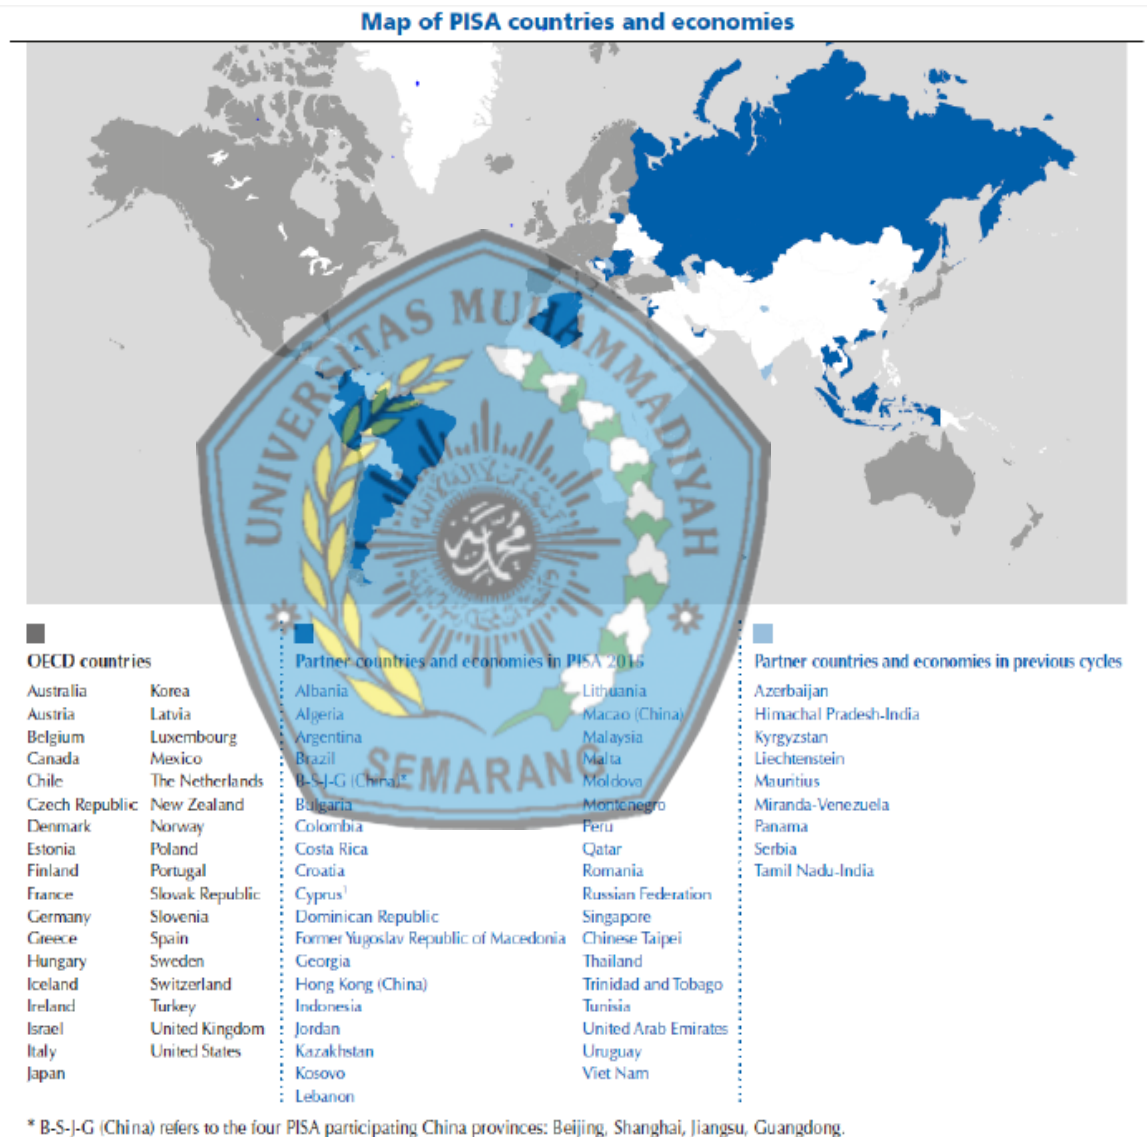 Map of PISA countries and economies
UNIVERSITAS MUHAMMADIYAH
SEMARANG
محمد
OECD countries
Australia
Austria
Belgium
Canada
Chile
Czech Republic
Denmark
Estonia
Finland
France
Germany
Greece
Hungary
Iceland
Ireland
Israel
Italy
Japan
Korea
Latvia
Luxembourg
Mexico
The Netherlands
New Zealand
Norway
Poland
Portugal
Slovak Republic
Slovenia
Spain
Sweden
Switzerland
Turkey
United Kingdom
United States
Partner countries and economies in PISA 2015
Albania
Algeria
Argentina
Brazil
B-S-J-G (China)*
Bulgaria
Colombia
Costa Rica
Croatia
Cyprus¹
Dominican Republic
Former Yugoslav Republic of Macedonia
Georgia
Hong Kong (China)
Indonesia
Jordan
Kazakhstan
Kosovo
Lebanon
Lithuania
Macao (China)
Malaysia
Malta
Moldova
Montenegro
Peru
Qatar
Romania
Russian Federation
Singapore
Chinese Taipei
Thailand
Trinidad and Tobago
Tunisia
United Arab Emirates
Uruguay
Viet Nam
Partner countries and economies in previous cycles
Azerbaijan
Himachal Pradesh-India
Kyrgyzstan
Liechtenstein
Mauritius
Miranda-Venezuela
Panama
Serbia
Tamil Nadu-India
* B-S-J-G (China) refers to the four PISA participating China provinces: Beijing, Shanghai, Jiangsu, Guangdong.